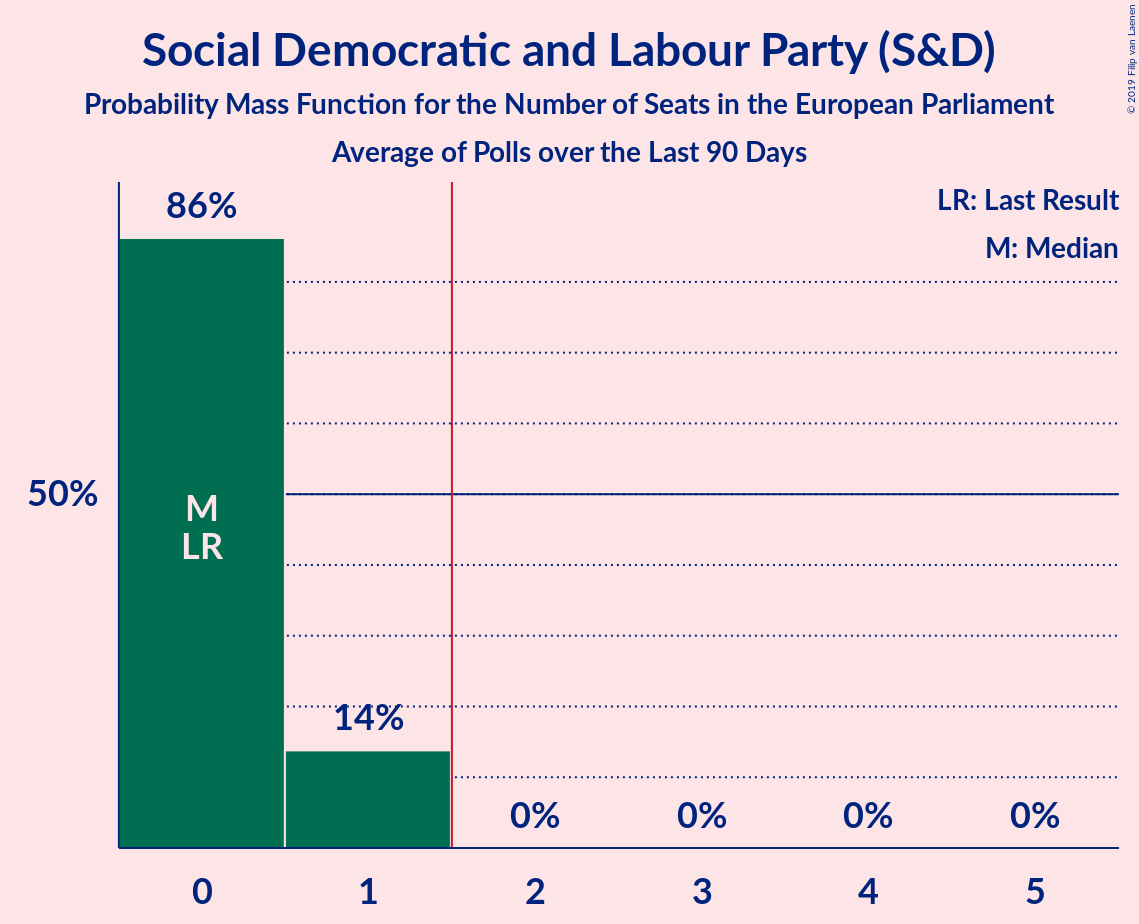 Social Democratic and Labour Party (S&D)
Probability Mass Function for the Number of Seats in the European Parliament
Average of Polls over the Last 90 Days
© 2019 Filip van Laenen
LR: Last Result
M: Median
86%
50%
M
LR
14%
0% 0% 0% 0%
0 1 2 3 4 5